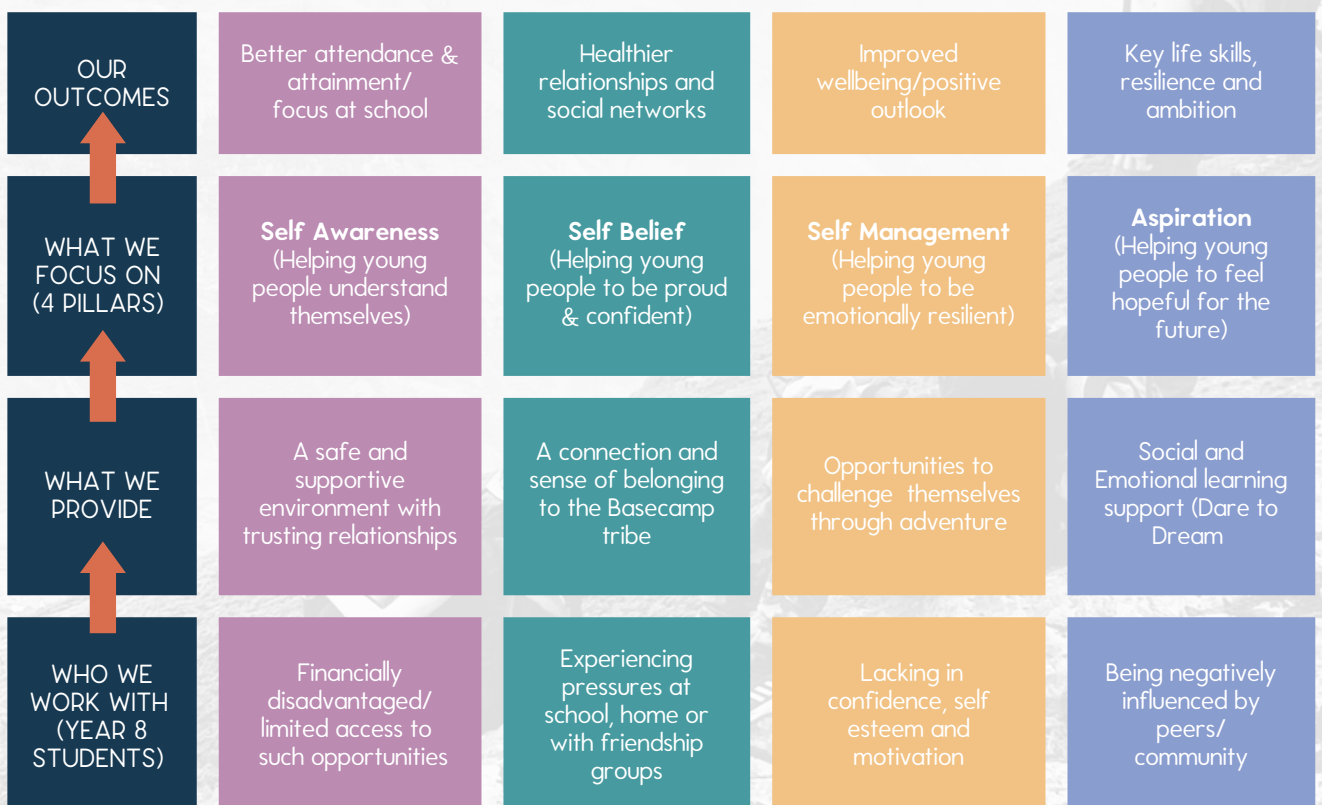 OUR
OUTCOMES
Better attendance &
attainment/
focus at school
Healthier
relationships and
social networks
Improved
wellbeing/positive
outlook
Key life skills,
resilience and
ambition
WHAT WE
FOCUS ON
(4 PILLARS)
Self Awareness
(Helping young
people understand
themselves)
Self Belief
(Helping young
people to be proud
& confident)
Self Management
(Helping young
people to be
emotionally resilient)
Aspiration
(Helping young
people to feel
hopeful for the
future)
WHAT WE
PROVIDE
A safe and
supportive
environment with
trusting relationships
A connection and
sense of belonging
to the Basecamp
tribe
Opportunities to
challenge themselves
through adventure
Social and
Emotional learning
support (Dare to
Dream
WHO WE
WORK WITH
(YEAR 8
STUDENTS)
Financially
disadvantaged/
limited access to
such opportunities
Experiencing
pressures at
school, home or
with friendship
groups
Lacking in
confidence, self
esteem and
motivation
Being negatively
influenced by
peers/
community